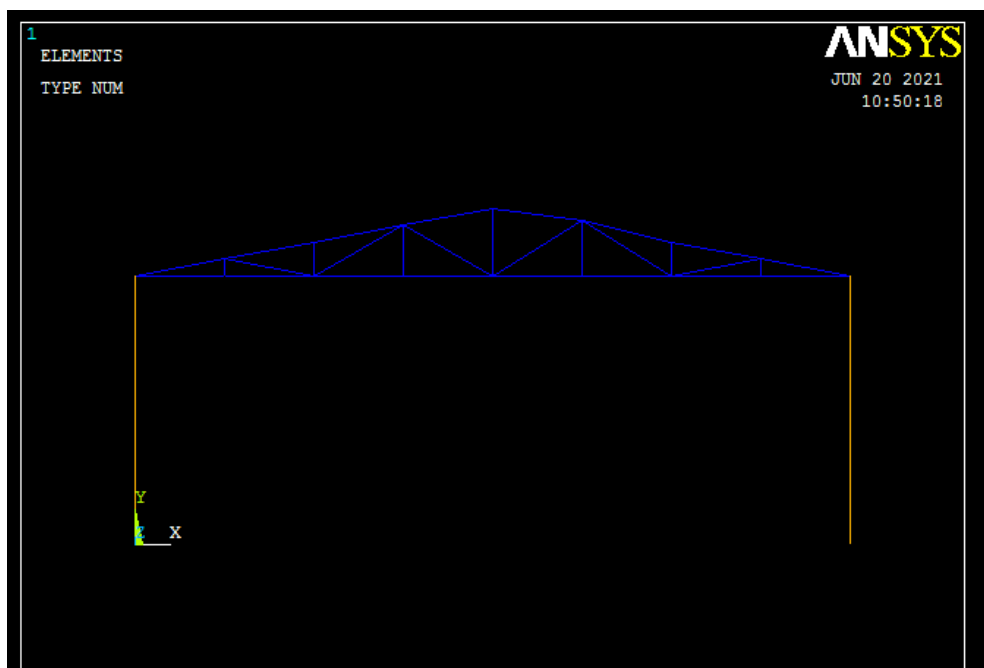 1
ELEMENTS
TYPE NUM
ANSYS
JUN 20 2021
10:50:18
Y
Z X